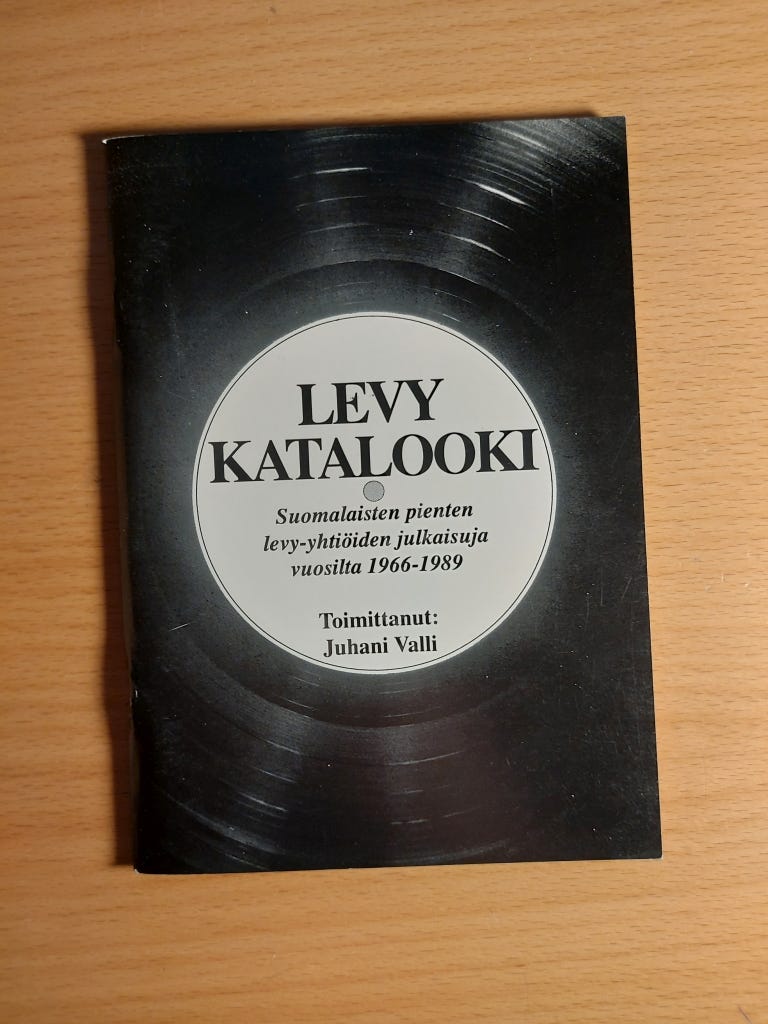 LEVY
KATALOOKI
Suomalaisten pienten
levy-yhtiöiden julkaisuja
vuosilta 1966-1989
Toimittanut:
Juhani Valli